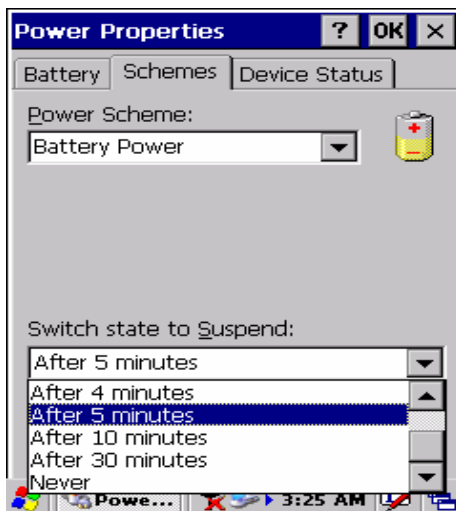 Power Properties ? OK ×
Battery Schemes Device Status
Power Scheme:
Battery Power
Switch state to Suspend:
After 5 minutes
After 4 minutes
After 5 minutes
After 10 minutes
After 30 minutes
Never
Powe... 3:25 AM